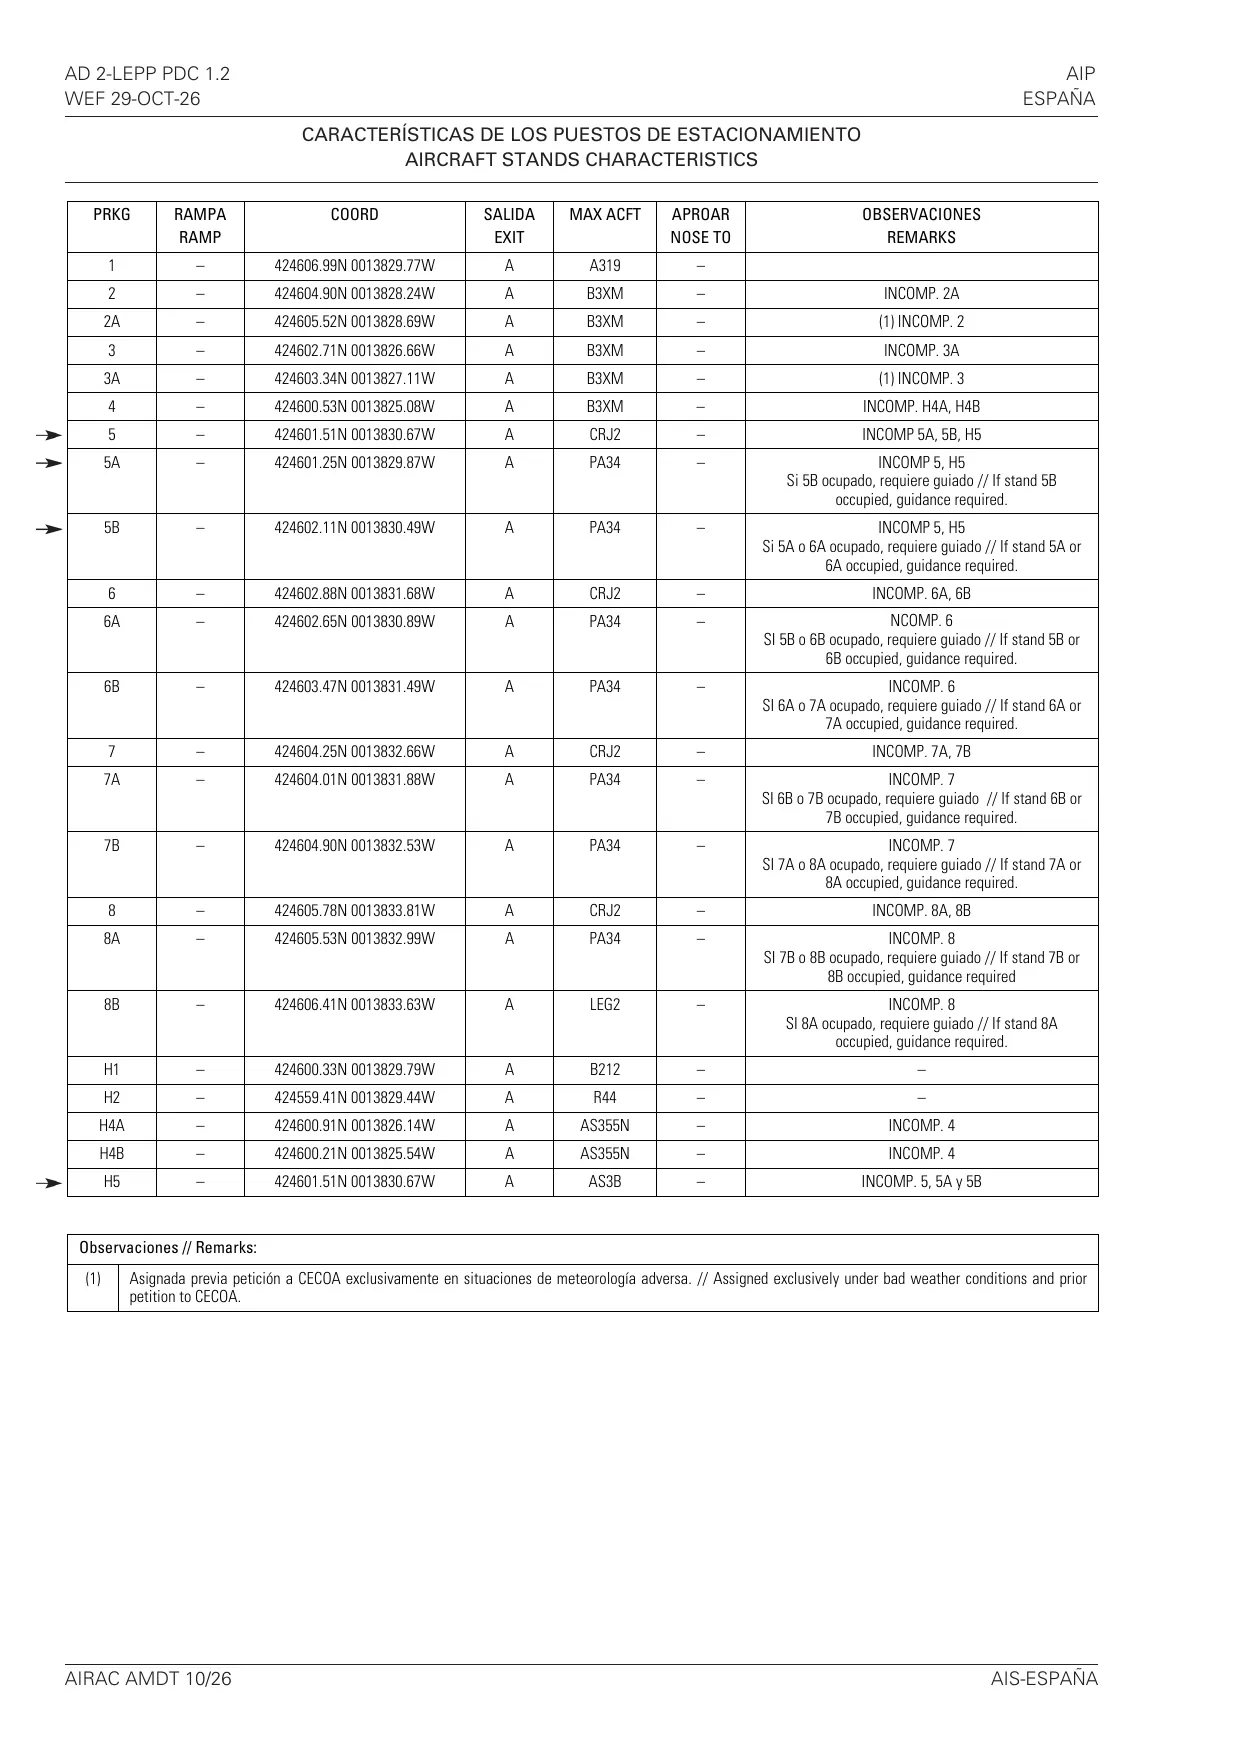 AD 2-LEPP PDC 1.2
AIP
WEF 29-OCT-26
ESPAÑA
CARACTERÍSTICAS DE LOS PUESTOS DE ESTACIONAMIENTO
AIRCRAFT STANDS CHARACTERISTICS
PRKG RAMPA COORD SALIDA MAX ACFT APROAR OBSERVACIONES
RAMP EXIT NOSE TO REMARKS
1 – 424606.99N 0013829.77W A A319 –
2 – 424604.90N 0013828.24W A B3XM – INCOMP. 2A
2A – 424605.52N 0013828.69W A B3XM – (1) INCOMP. 2
3 – 424602.71N 0013826.66W A B3XM – INCOMP. 3A
3A – 424603.34N 0013827.11W A B3XM – (1) INCOMP. 3
4 – 424600.53N 0013825.08W A B3XM – INCOMP. H4A, H4B
5 – 424601.51N 0013830.67W A CRJ2 – INCOMP 5A, 5B, H5
5A – 424601.25N 0013829.87W A PA34 – INCOMP 5, H5
Si 5B ocupado, requiere guiado // If stand 5B
occupied, guidance required.
5B – 424602.11N 0013830.49W A PA34 – INCOMP 5, H5
Si 5A o 6A ocupado, requiere guiado // If stand 5A or
6A occupied, guidance required.
6 – 424602.88N 0013831.68W A CRJ2 – INCOMP. 6A, 6B
6A – 424602.65N 0013830.89W A PA34 – NCOMP. 6
SI 5B o 6B ocupado, requiere guiado // If stand 5B or
6B occupied, guidance required.
6B – 424603.47N 0013831.49W A PA34 – INCOMP. 6
SI 6A o 7A ocupado, requiere guiado // If stand 6A or
7A occupied, guidance required.
7 – 424604.25N 0013832.66W A CRJ2 – INCOMP. 7A, 7B
7A – 424604.01N 0013831.88W A PA34 – INCOMP. 7
SI 6B o 7B ocupado, requiere guiado // If stand 6B or
7B occupied, guidance required.
7B – 424604.90N 0013832.53W A PA34 – INCOMP. 7
SI 7A o 8A ocupado, requiere guiado // If stand 7A or
8A occupied, guidance required.
8 – 424605.78N 0013833.81W A CRJ2 – INCOMP. 8A, 8B
8A – 424605.53N 0013832.99W A PA34 – INCOMP. 8
SI 7B o 8B ocupado, requiere guiado // If stand 7B or
8B occupied, guidance required
8B – 424606.41N 0013833.63W A LEG2 – INCOMP. 8
SI 8A ocupado, requiere guiado // If stand 8A
occupied, guidance required.
H1 – 424600.33N 0013829.79W A B212 – –
H2 – 424559.41N 0013829.44W A R44 – –
H4A – 424600.91N 0013826.14W A AS355N – INCOMP. 4
H4B – 424600.21N 0013825.54W A AS355N – INCOMP. 4
H5 – 424601.51N 0013830.67W A AS3B – INCOMP. 5, 5A y 5B
Observaciones // Remarks:
(1) Asignada previa petición a CECOA exclusivamente en situaciones de meteorología adversa. // Assigned exclusively under bad weather conditions and prior
petition to CECOA.
AIRAC AMDT 10/26
AIS-ESPAÑA